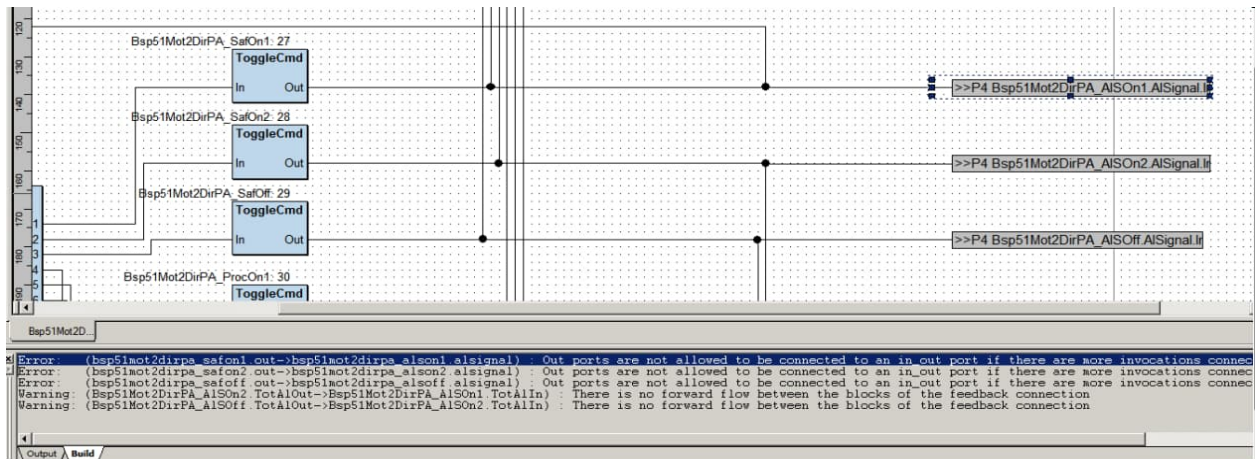 120
Bsp51Mot2DirPA_SafOn1: 27
ToggleCmd
130
In Out
>>P4 Bsp51Mot2DirPA_AlSOn1.AlSignal.I
140
Bsp51Mot2DirPA_SafOn2: 28
ToggleCmd
150
In Out
>>P4 Bsp51Mot2DirPA_AlSOn2.AlSignal.In
160
Bsp51Mot2DirPA_SafOff: 29
ToggleCmd
170
1
2
In Out
>>P4 Bsp51Mot2DirPA_AlSOff.AlSignal.In
3
180
4
Bsp51Mot2DirPA_ProcOn1: 30
5
ToggleCmd
190
6
Bsp51Mot2D...
Error: (bsp51mot2dirpa_safon1.out->bsp51mot2dirpa_alson1.alsignal) : Out ports are not allowed to be connected to an in_out port if there are more invocations connec
Error: (bsp51mot2dirpa_safon2.out->bsp51mot2dirpa_alson2.alsignal) : Out ports are not allowed to be connected to an in_out port if there are more invocations connec
Error: (bsp51mot2dirpa_safoff.out->bsp51mot2dirpa_alsoff.alsignal) : Out ports are not allowed to be connected to an in_out port if there are more invocations connec
Warning: (Bsp51Mot2DirPA_AlSOn2.TotAlOut->Bsp51Mot2DirPA_AlSOn1.TotAlIn) : There is no forward flow between the blocks of the feedback connection
Warning: (Bsp51Mot2DirPA_AlSOff.TotAlOut->Bsp51Mot2DirPA_AlSOn2.TotAlIn) : There is no forward flow between the blocks of the feedback connection
Output Build